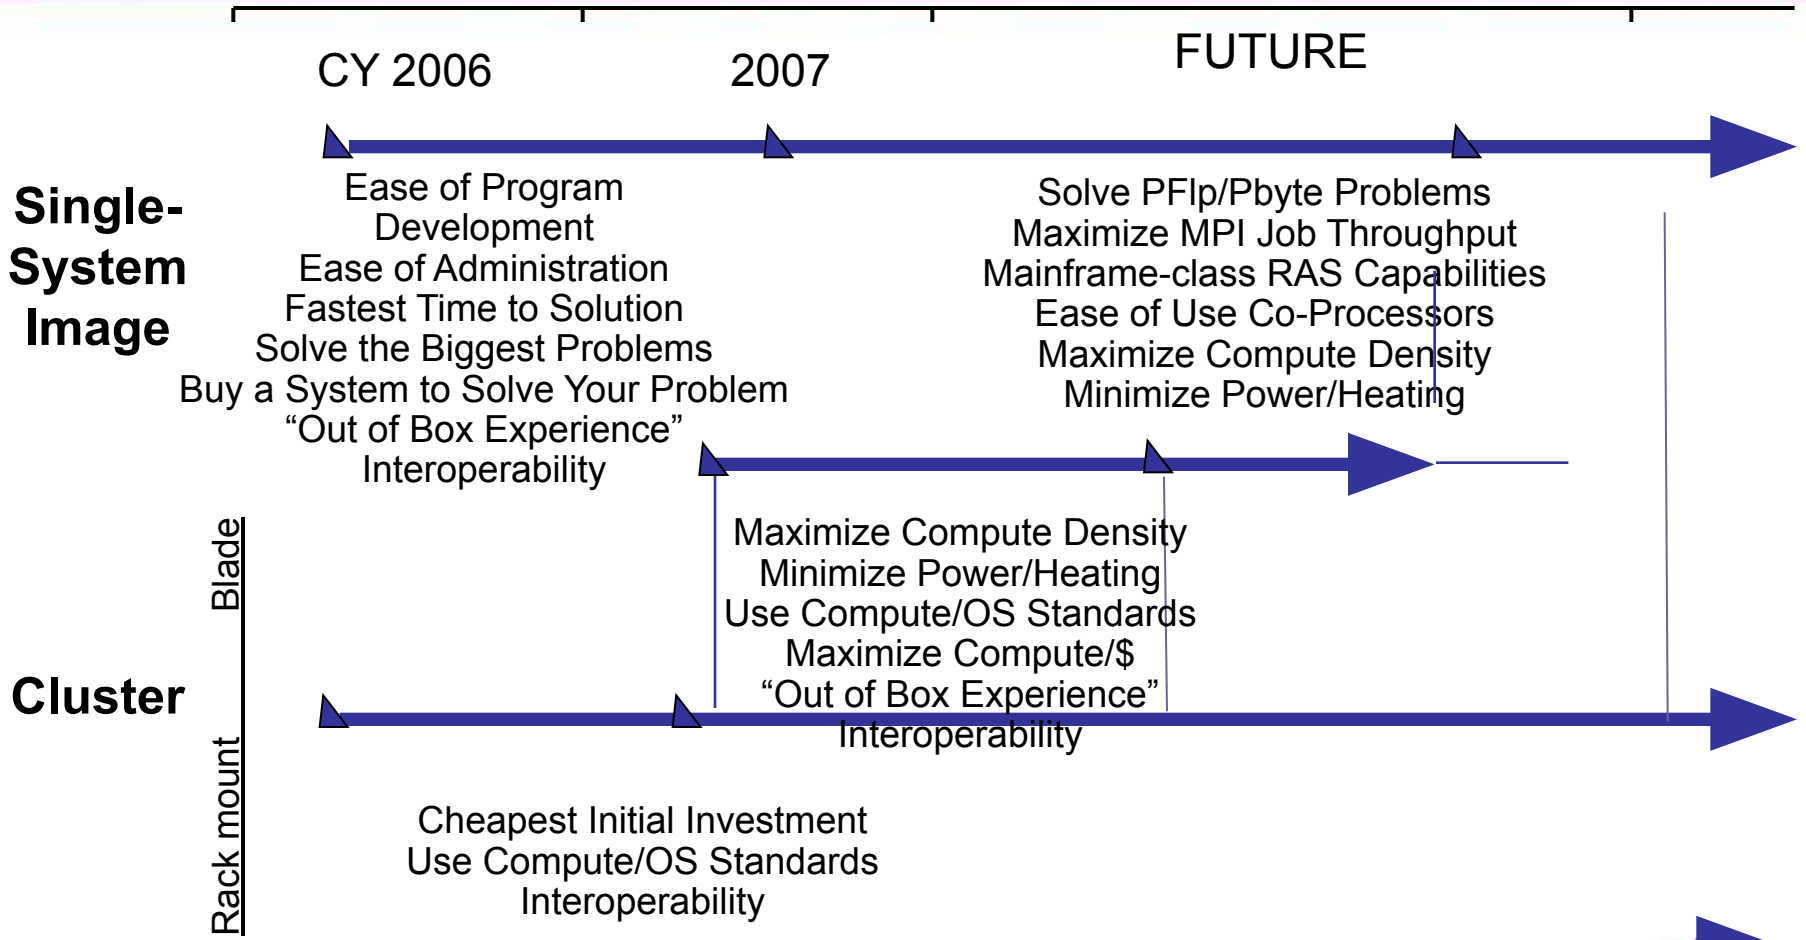 CY 2006
2007
FUTURE
Single-
System
Image
Ease of Program
Development
Ease of Administration
Fastest Time to Solution
Solve the Biggest Problems
Buy a System to Solve Your Problem
“Out of Box Experience”
Interoperability
Solve PFlp/Pbyte Problems
Maximize MPI Job Throughput
Mainframe-class RAS Capabilities
Ease of Use Co-Processors
Maximize Compute Density
Minimize Power/Heating
Cluster
Blade
Maximize Compute Density
Minimize Power/Heating
Use Compute/OS Standards
Maximize Compute/$
“Out of Box Experience”
Interoperability
Rack mount
Cheapest Initial Investment
Use Compute/OS Standards
Interoperability